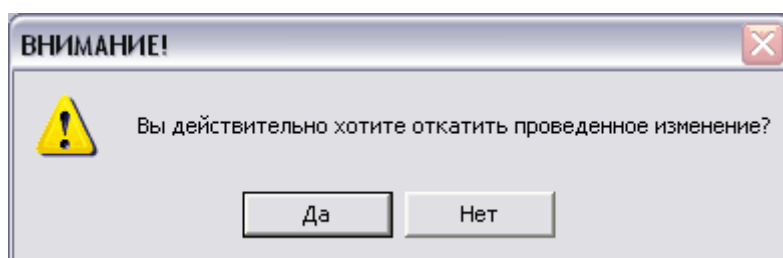 ВНИМАНИЕ!
Вы действительно хотите откатить проведенное изменение?
Да
Нет